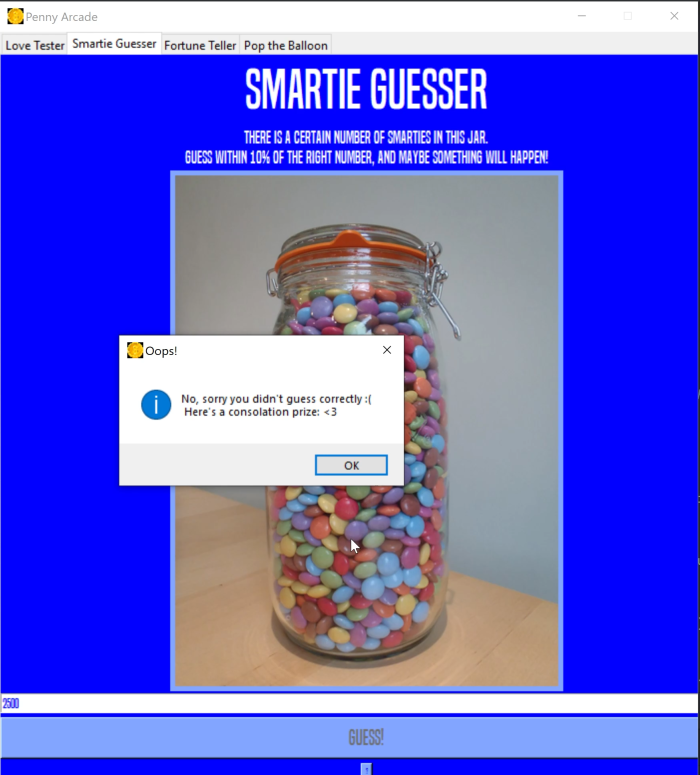 Penny Arcade
Love Tester Smartie Guesser Fortune Teller Pop the Balloon
SMARTIE GUESSER
THERE IS A CERTAIN NUMBER OF SMARTIES IN THIS JAR.
GUESS WITHIN 10% OF THE RIGHT NUMBER, AND MAYBE SOMETHING WILL HAPPEN!
Oops!
No, sorry you didn't guess correctly :(
Here's a consolation prize: <3
OK
2500
GUESS!